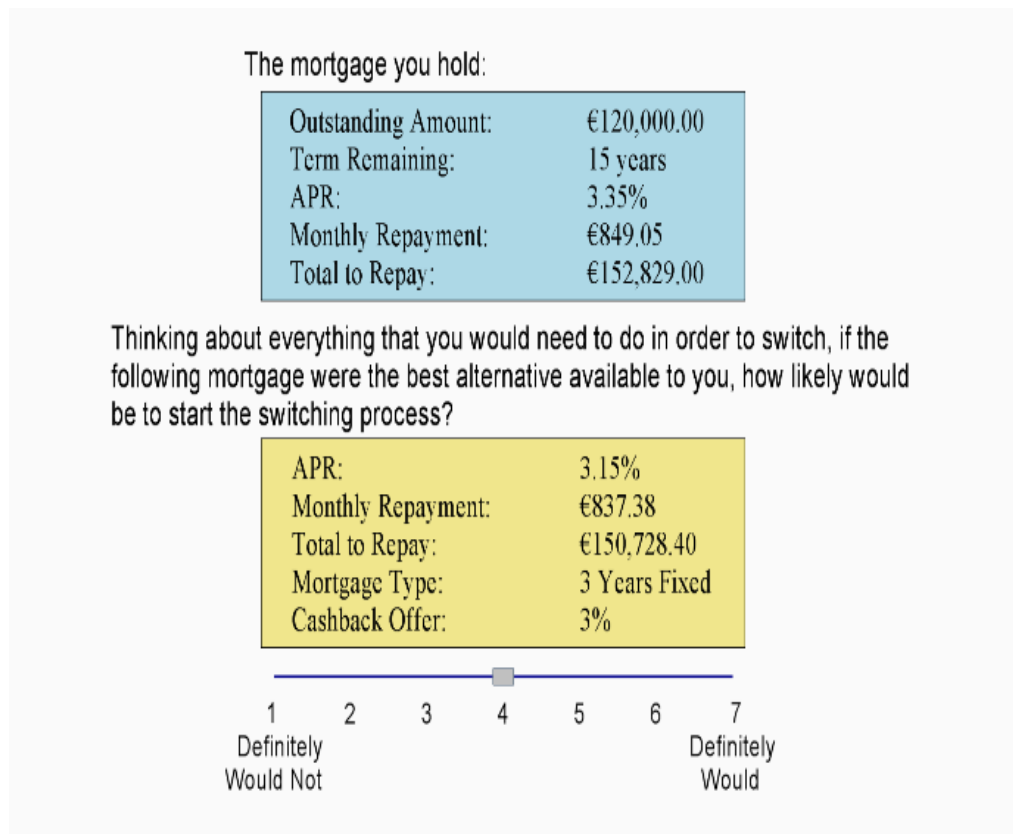 The mortgage you hold:
Outstanding Amount: €120,000.00
Term Remaining: 15 years
APR: 3.35%
Monthly Repayment: €849.05
Total to Repay: €152,829.00
Thinking about everything that you would need to do in order to switch, if the
following mortgage were the best alternative available to you, how likely would
be to start the switching process?
APR: 3.15%
Monthly Repayment: €837.38
Total to Repay: €150,728.40
Mortgage Type: 3 Years Fixed
Cashback Offer: 3%
1 2 3 4 5 6 7
Definitely Definitely
Would Not Would